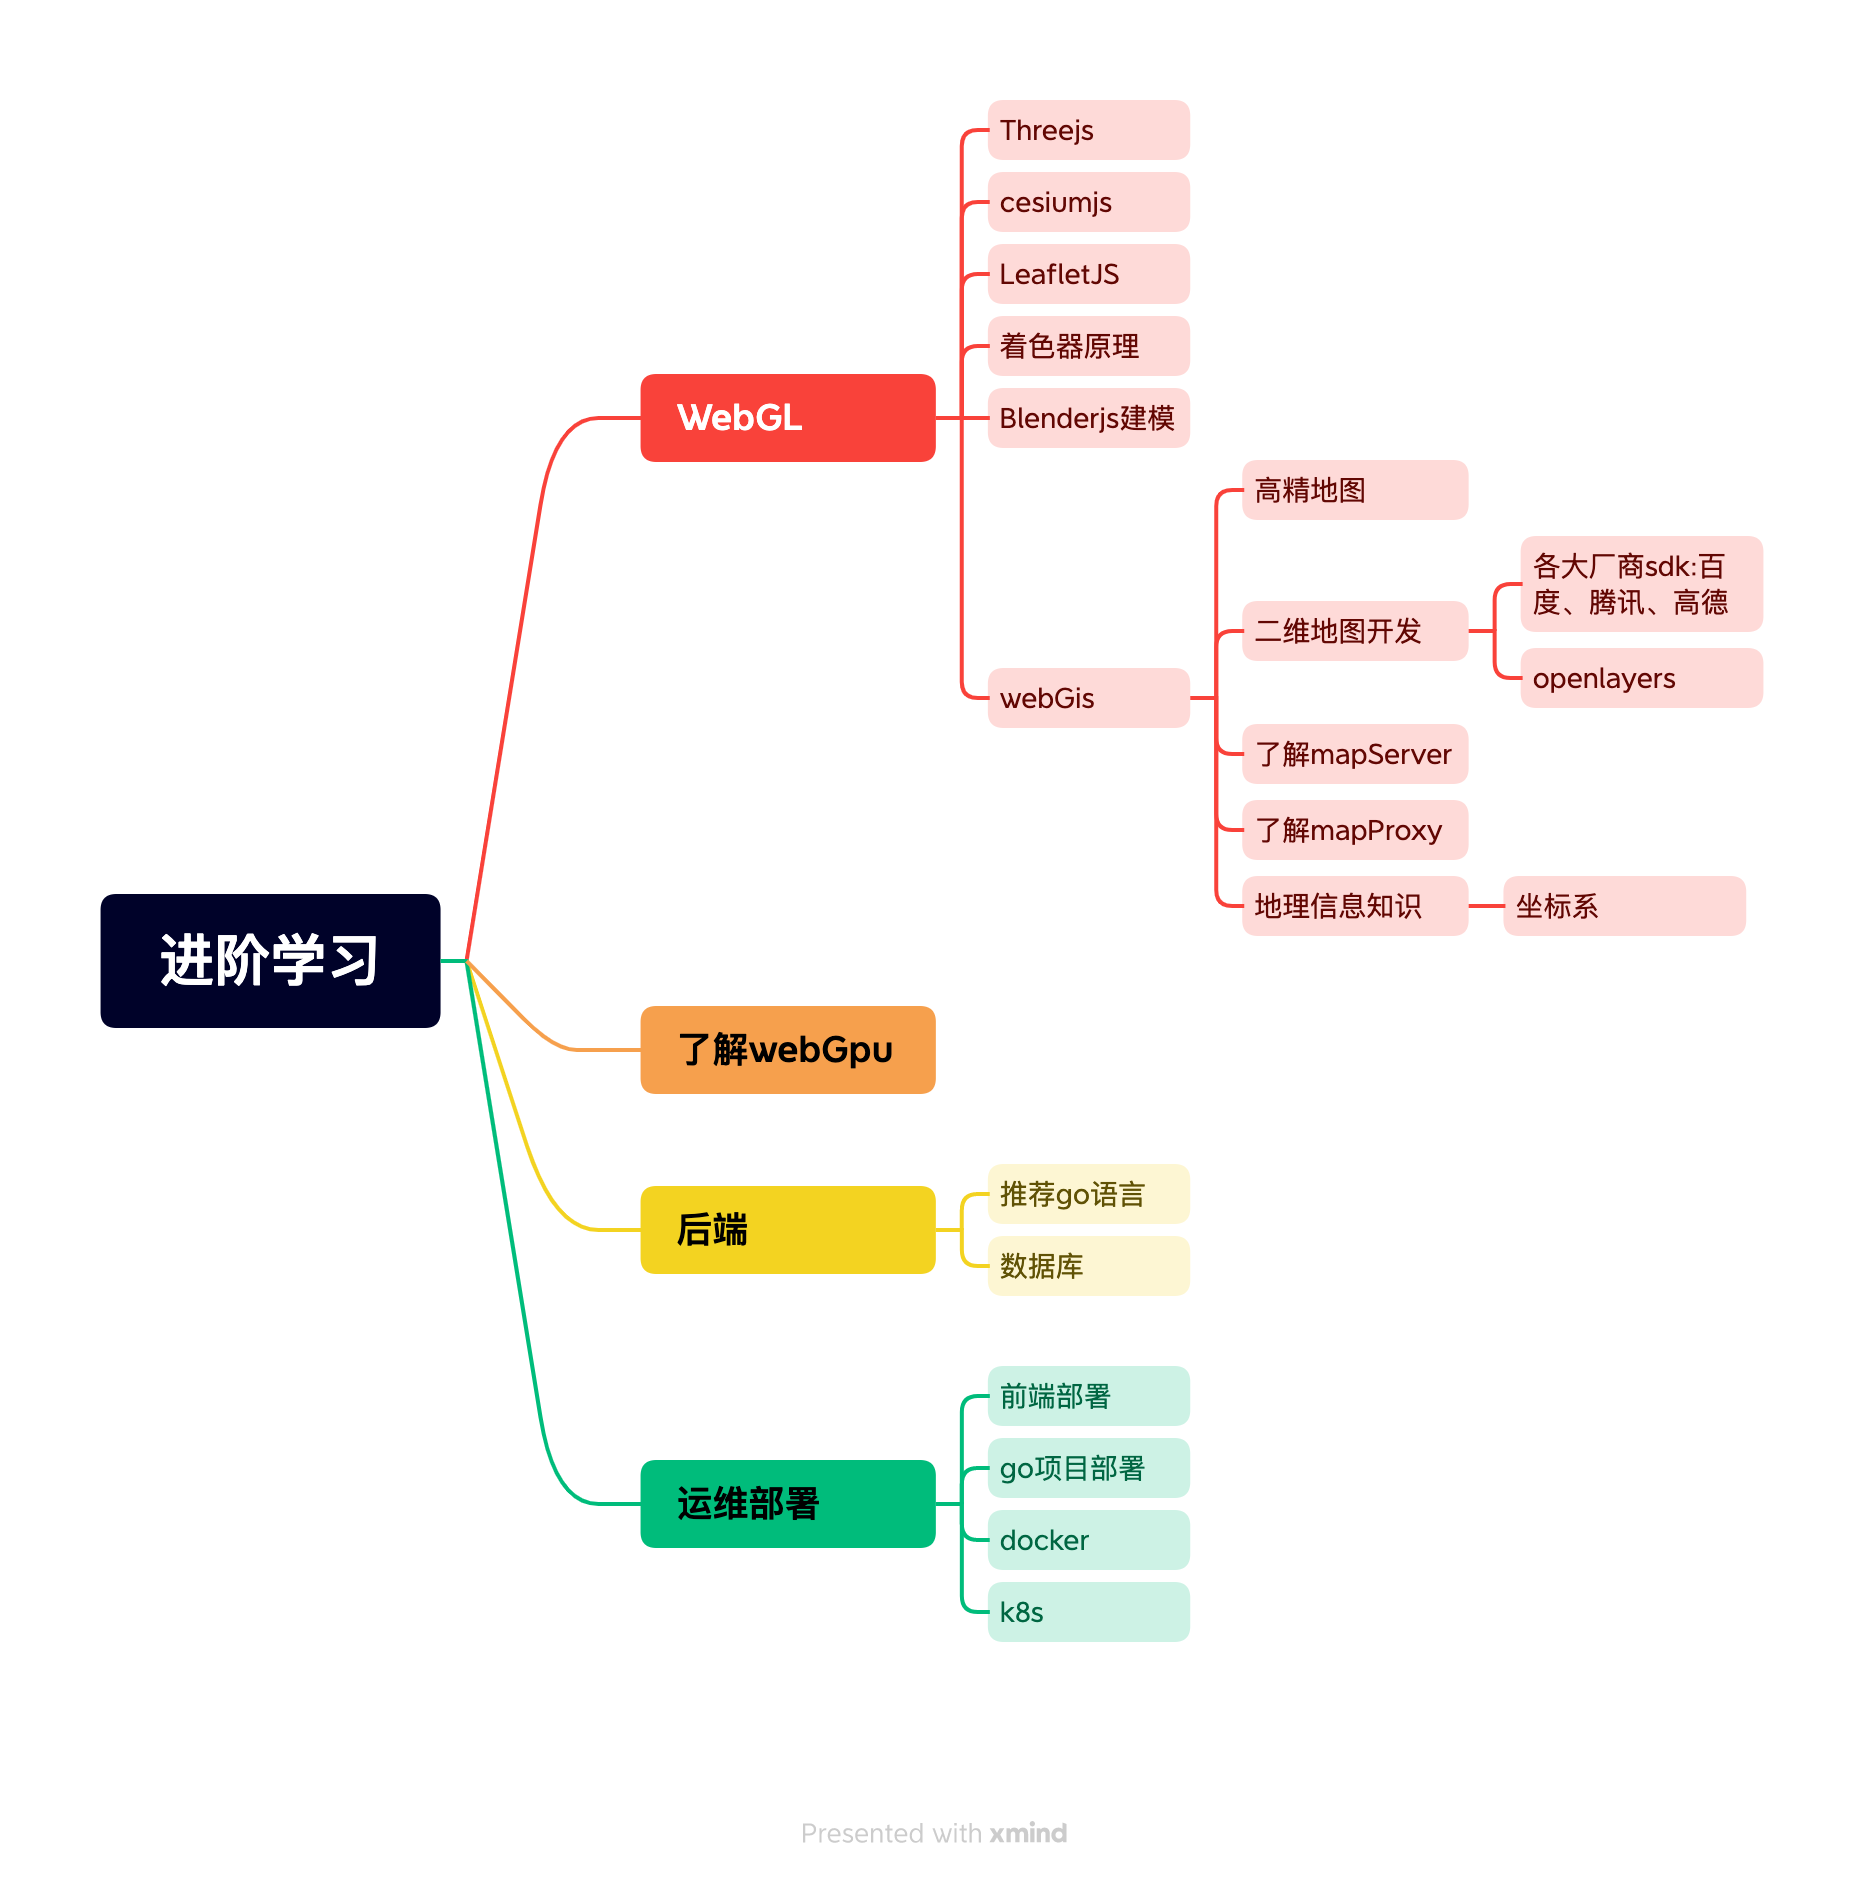 进阶学习
WebGL
Threejs
cesiumjs
LeafletJS
着色器原理
Blenderjs建模
webGis
高精地图
二维地图开发
各大厂商sdk:百
度、腾讯、高德
openlayers
了解mapServer
了解mapProxy
地理信息知识
坐标系
了解webGpu
后端
推荐go语言
数据库
运维部署
前端部署
go项目部署
docker
k8s
Presented with xmind